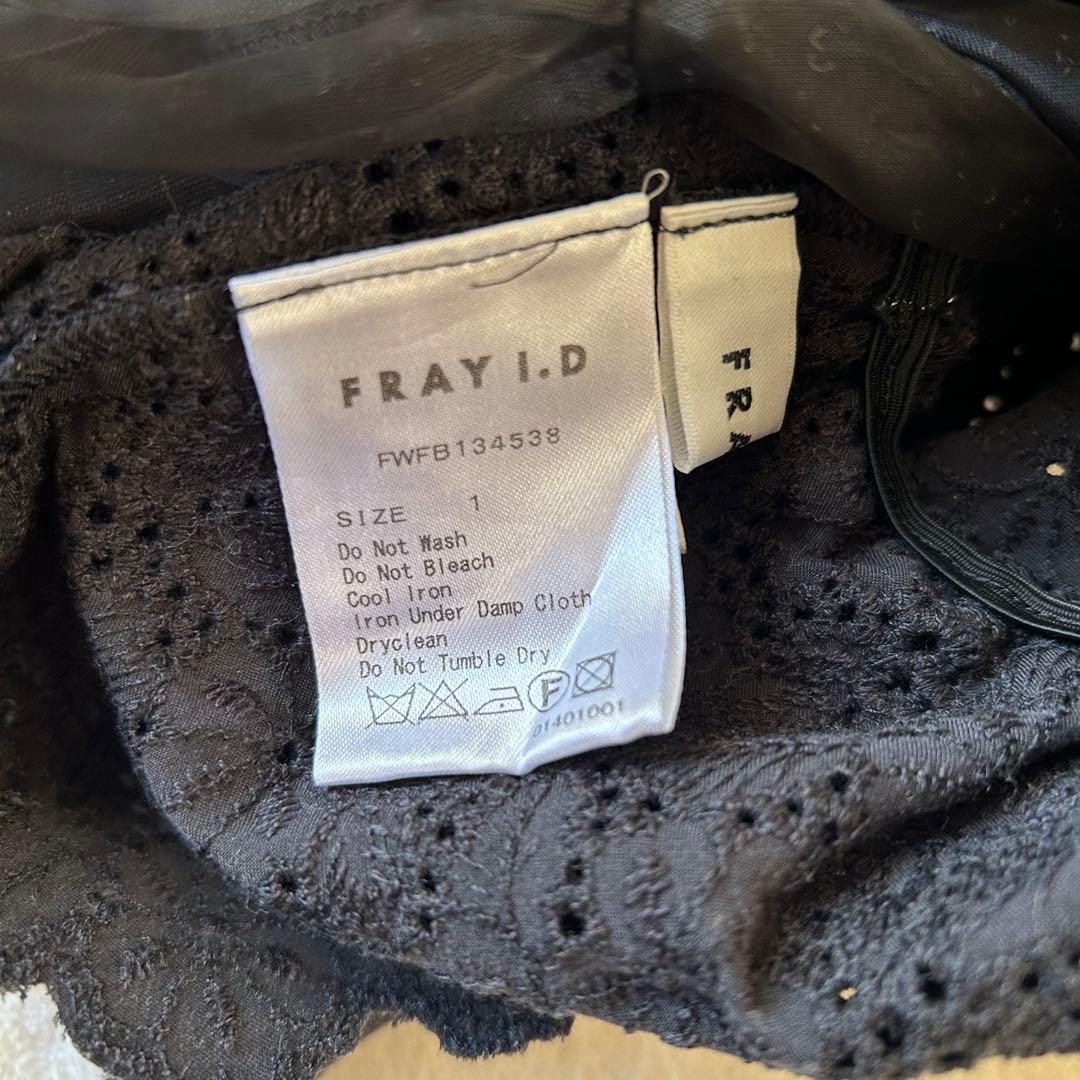 FRAY I.D
FWFB134538
SIZE 1
Do Not Wash
Do Not Bleach
Cool Iron
Iron Under Damp Cloth
Dryclean
Do Not Tumble Dry
F
01401001
FRA